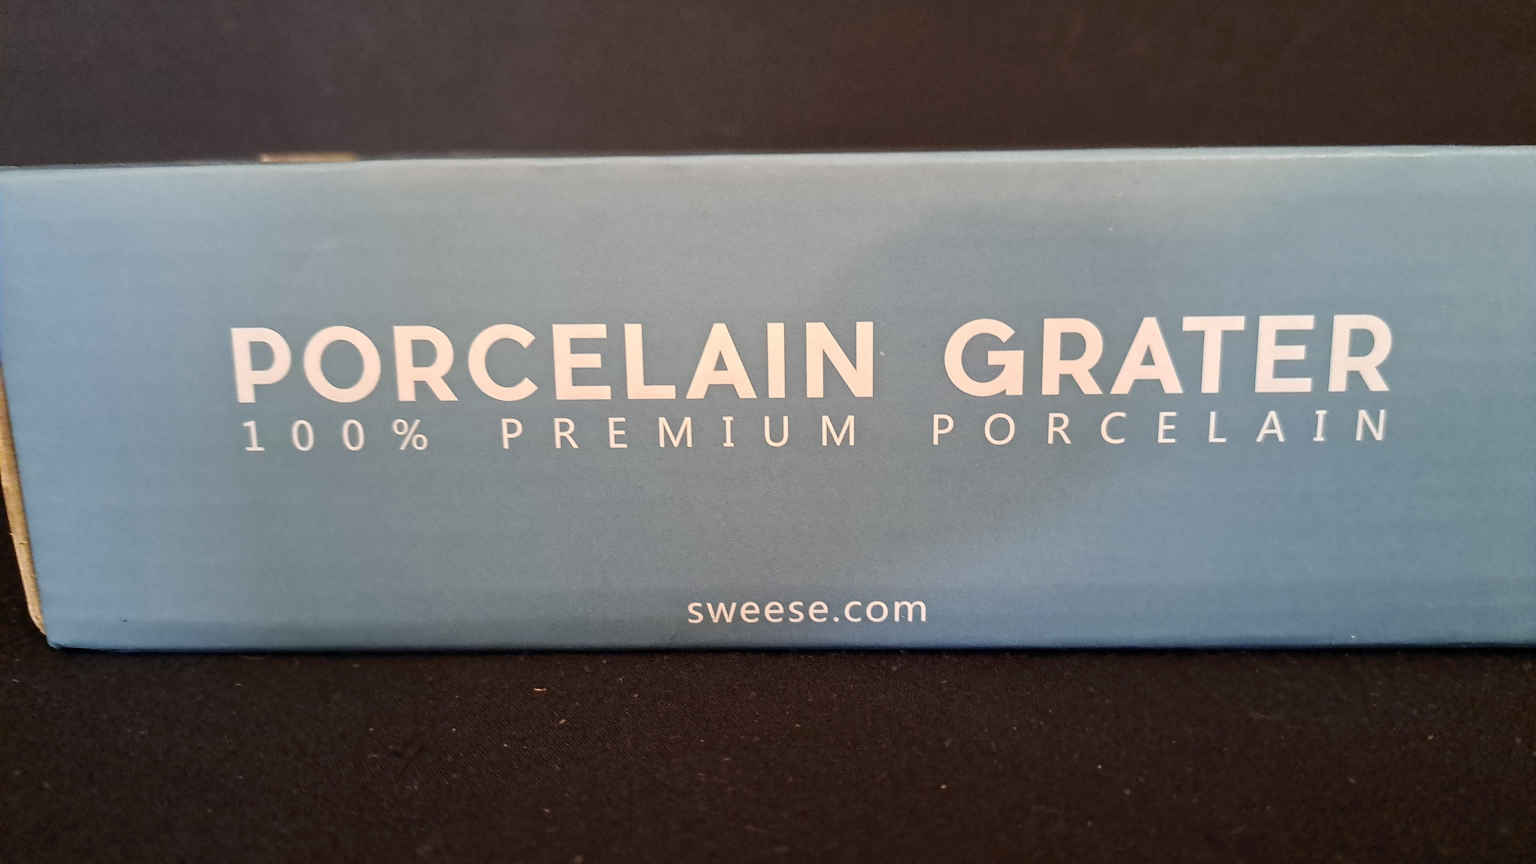 PORCELAIN GRATER
100% PREMIUM PORCELAIN
sweese.com